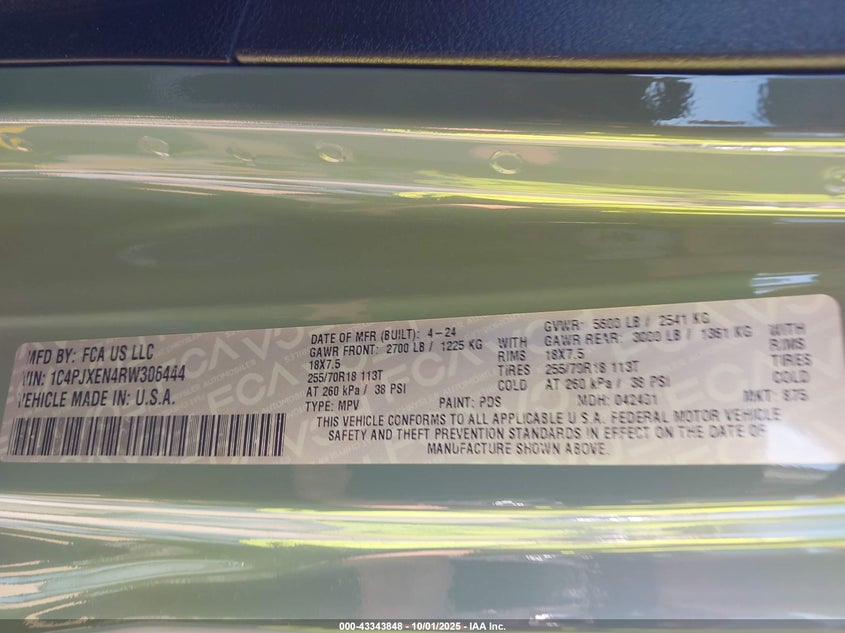 MFD BY: FCA US LLC
VIN: 1C4PJXEN4RW306444
VEHICLE MADE IN: U.S.A.
DATE OF MFR (BUILT): 4-24
GAWR FRONT: 2700 LB / 1225 KG WITH
18X7.5 RIMS
255/70R18 113T TIRES
AT 260 kPa / 38 PSI COLD
TYPE: MPV PAINT: PDS
GVWR: 5600 LB / 2541 KG
GAWR REAR: 3000 LB / 1361 KG WITH
18X7.5 RIMS
255/70R18 113T TIRES
AT 260 kPa / 38 PSI COLD
MDH: 042431 MKT: 875
THIS VEHICLE CONFORMS TO ALL APPLICABLE U.S.A. FEDERAL MOTOR VEHICLE
SAFETY AND THEFT PREVENTION STANDARDS IN EFFECT ON THE DATE OF
MANUFACTURE SHOWN ABOVE.
000-43343848 - 10/01/2025 - IAA Inc.